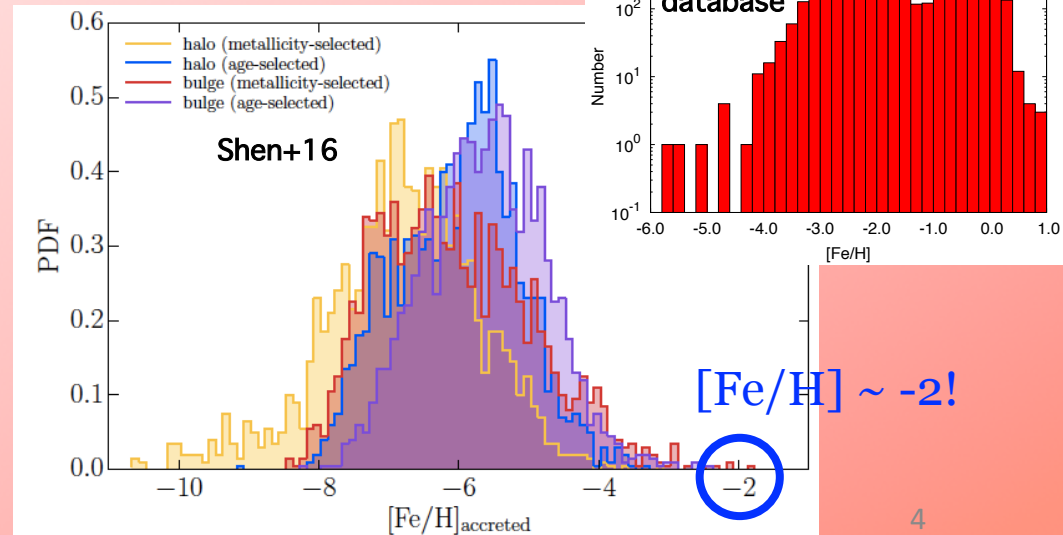 0.6
halo (metallicity-selected)
halo (age-selected)
bulge (metallicity-selected)
bulge (age-selected)
Shen+16
0.5
0.4
0.3
0.2
0.1
0.0
PDF
−10
−8
−6
−4
−2
[Fe/H]accreted
database
10²
10¹
10⁰
10⁻¹
Number
-6.0 -5.0 -4.0 -3.0 -2.0 -1.0 0.0 1.0
[Fe/H]
[Fe/H] ~ -2!
4